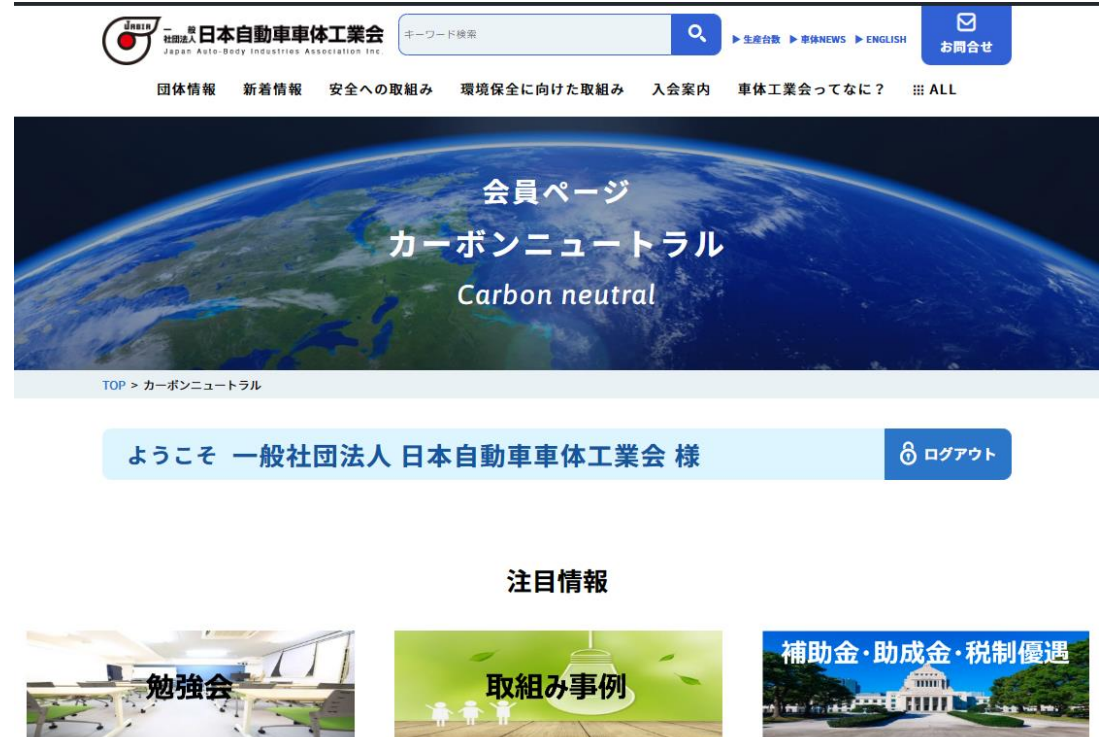 JABIA
一般
社団法人 日本自動車車体工業会
Japan Auto-Body Industries Association Inc.
キーワード検索
▶ 生産台数 ▶ 車体NEWS ▶ ENGLISH
お問合せ
団体情報 新着情報 安全への取組み 環境保全に向けた取組み 入会案内 車体工業会ってなに？ ALL
会員ページ
カーボンニュートラル
Carbon neutral
TOP > カーボンニュートラル
ようこそ 一般社団法人 日本自動車車体工業会 様
ログアウト
注目情報
勉強会
取組み事例
補助金・助成金・税制優遇